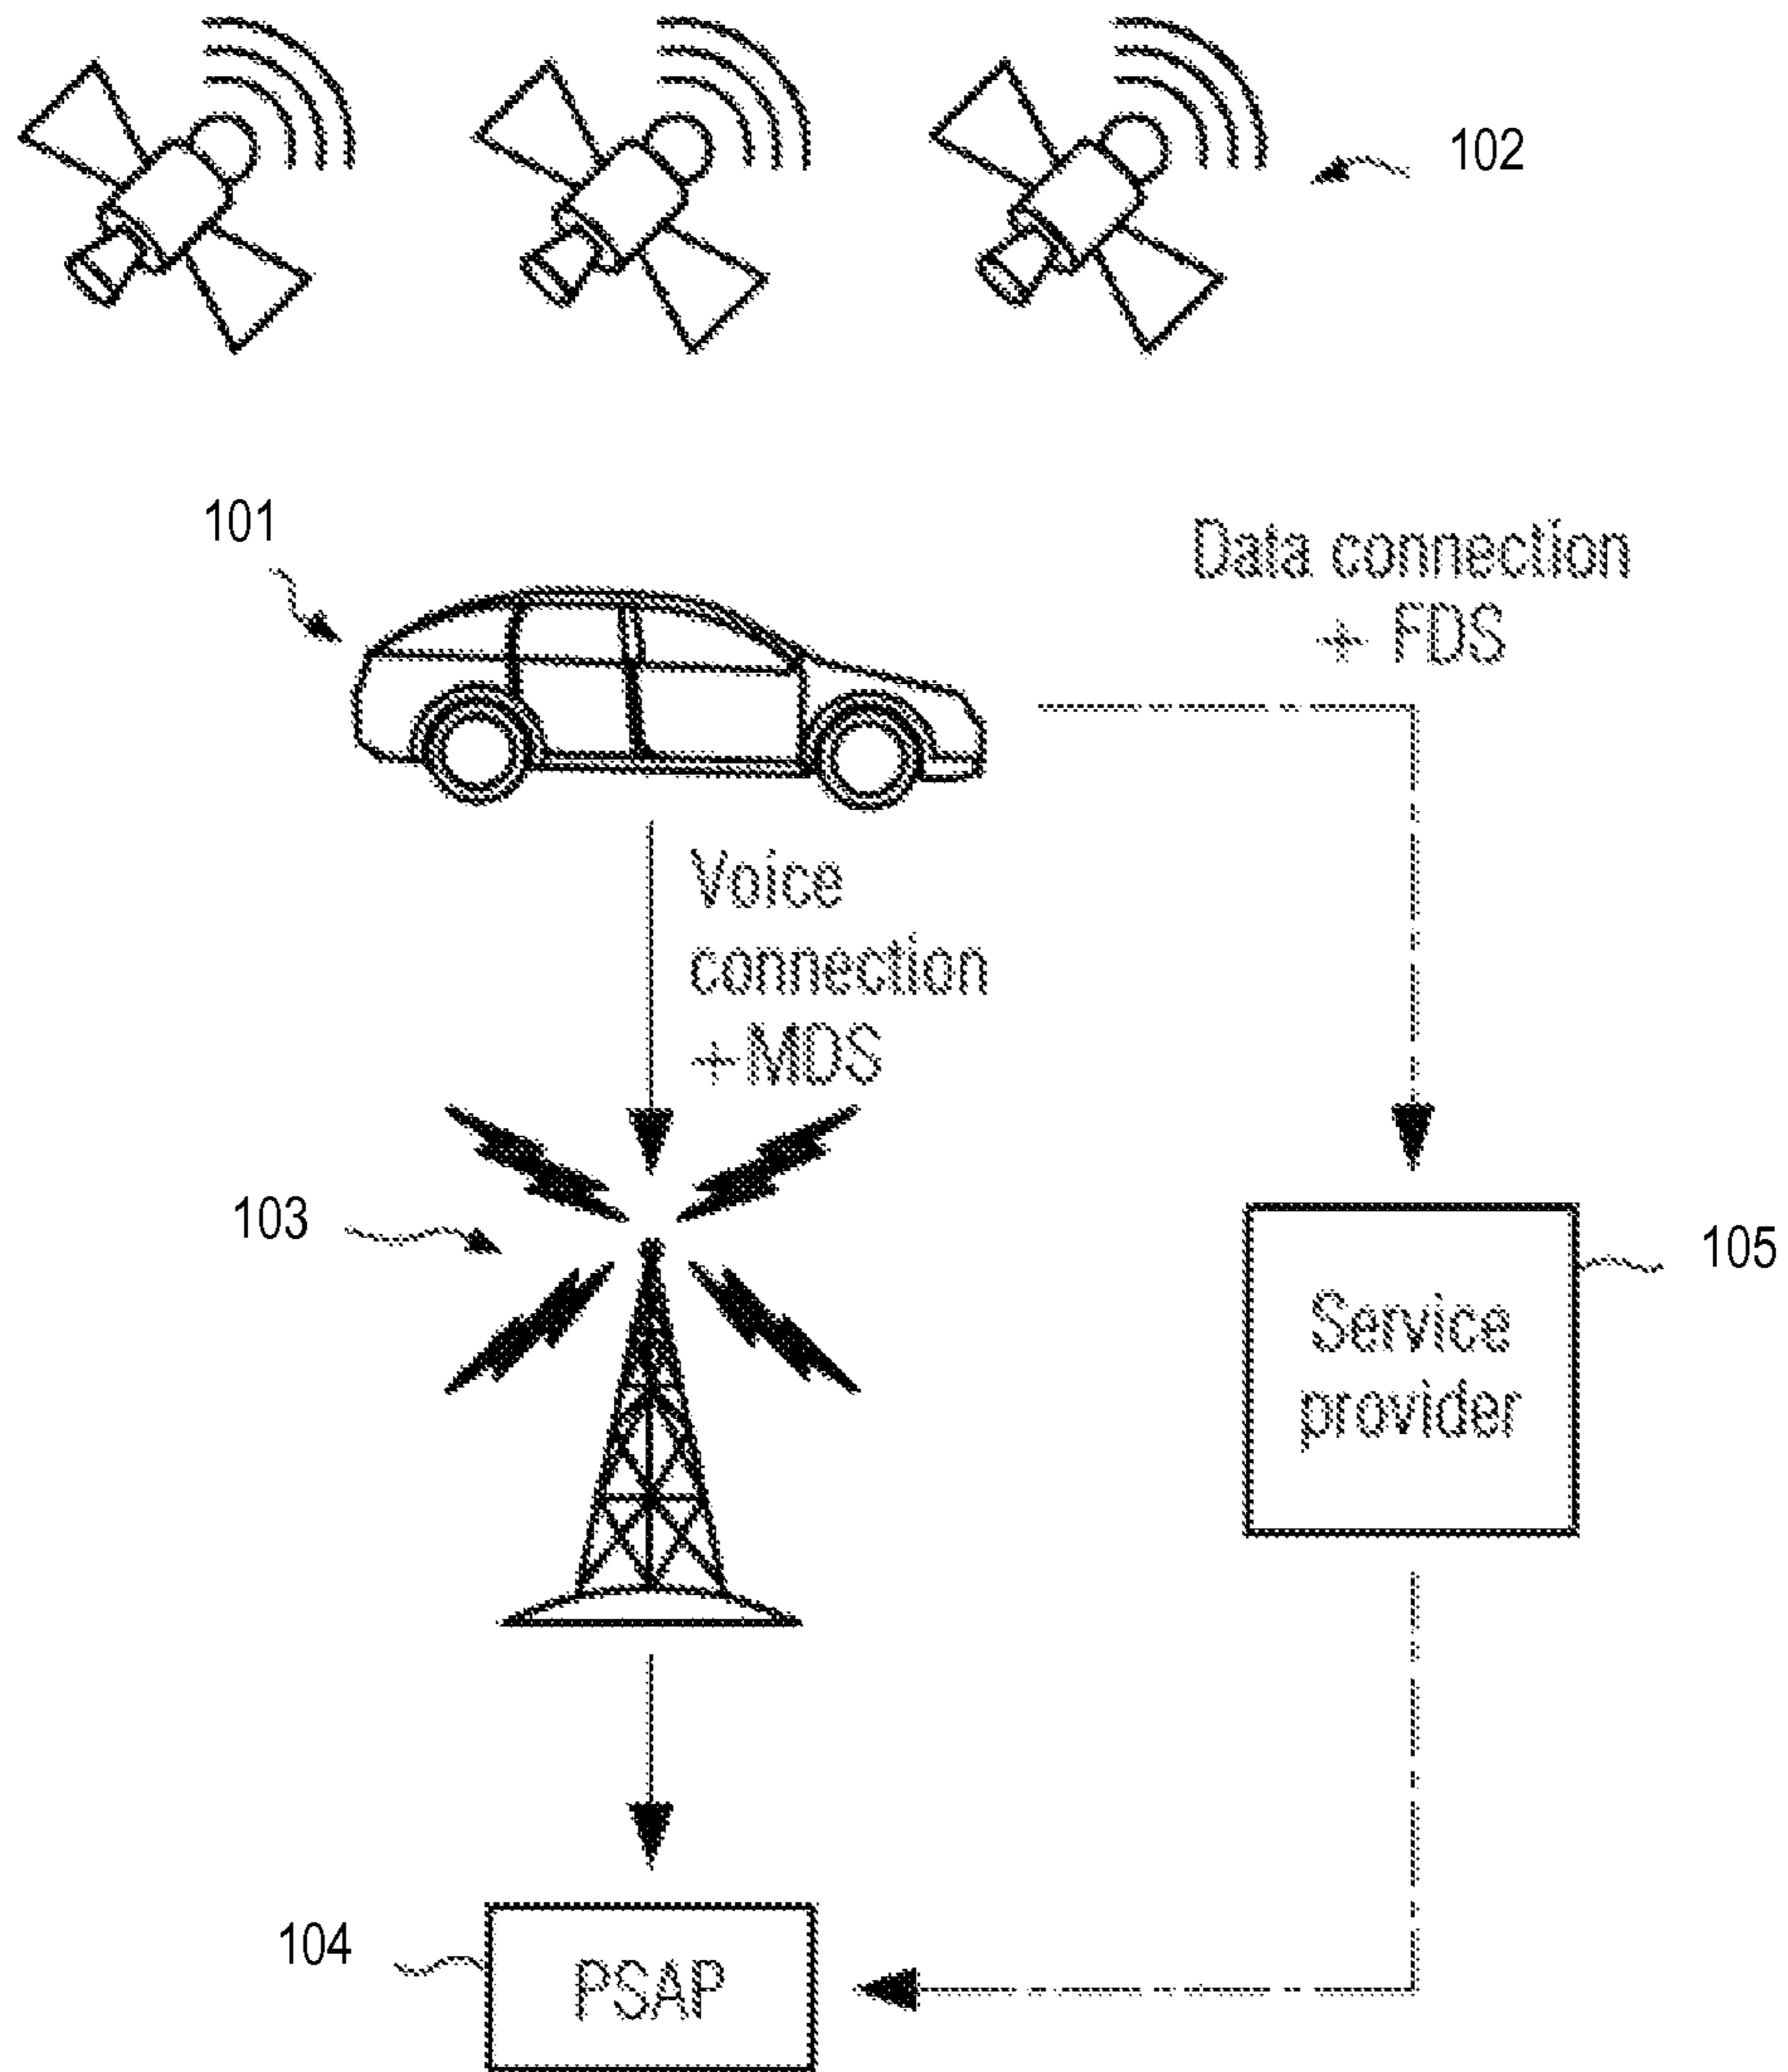 102
101
Data connection
+ FDS
Voice
connection
+MDS
103
105
Service
provider
104
PSAP